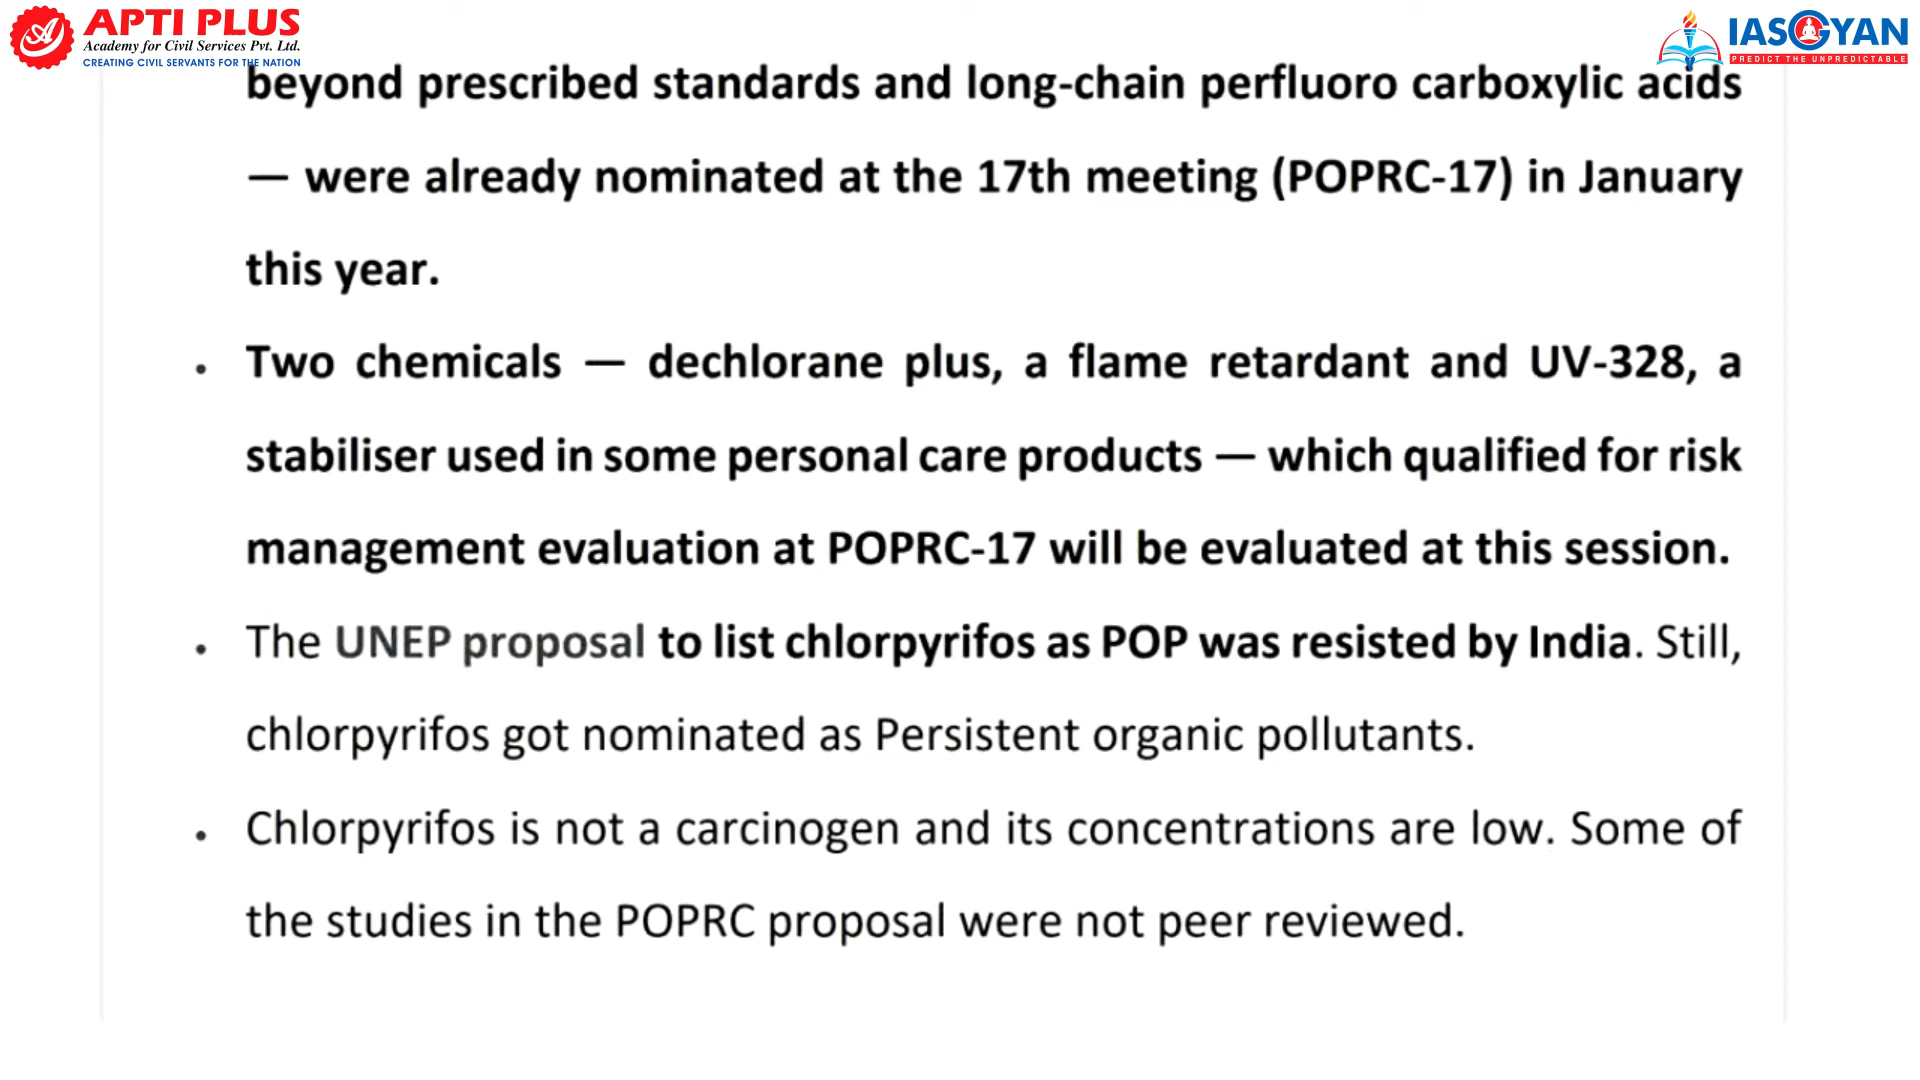 APTI PLUS
Academy for Civil Services Pvt. Ltd.
CREATING CIVIL SERVANTS FOR THE NATION
IASGYAN
PREDICT THE UNPREDICTABLE
beyond prescribed standards and long-chain perfluoro carboxylic acids
— were already nominated at the 17th meeting (POPRC-17) in January
this year.
• Two chemicals — dechlorane plus, a flame retardant and UV-328, a
stabiliser used in some personal care products — which qualified for risk
management evaluation at POPRC-17 will be evaluated at this session.
• The UNEP proposal to list chlorpyrifos as POP was resisted by India. Still,
chlorpyrifos got nominated as Persistent organic pollutants.
• Chlorpyrifos is not a carcinogen and its concentrations are low. Some of
the studies in the POPRC proposal were not peer reviewed.